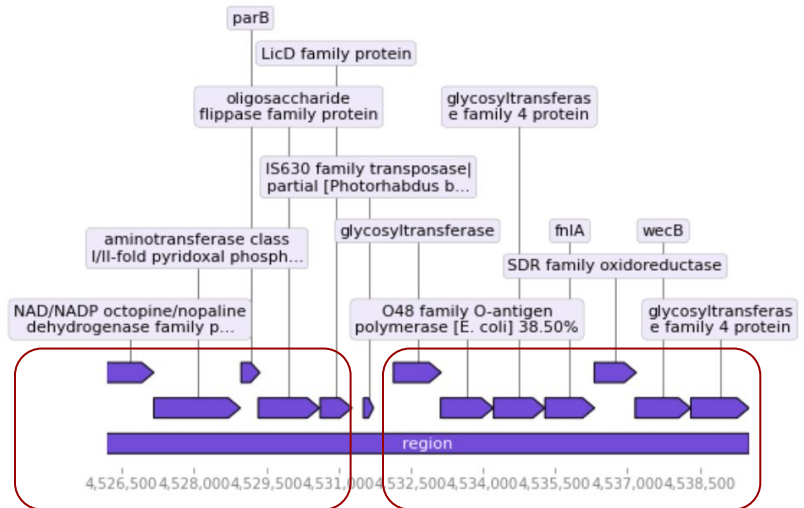 parB
LicD family protein
oligosaccharide
flippase family protein
glycosyltransferas
e family 4 protein
IS630 family transposase|
partial [Photorhabdus b...
glycosyltransferase
fnlA
wecB
aminotransferase class
I/II-fold pyridoxal phosph...
SDR family oxidoreductase
NAD/NADP octopine/nopaline
dehydrogenase family p...
O48 family O-antigen
polymerase [E. coli] 38.50%
glycosyltransferas
e family 4 protein
region
4,526,500 4,528,000 4,529,500 4,531,000 4,532,500 4,534,000 4,535,500 4,537,000 4,538,500